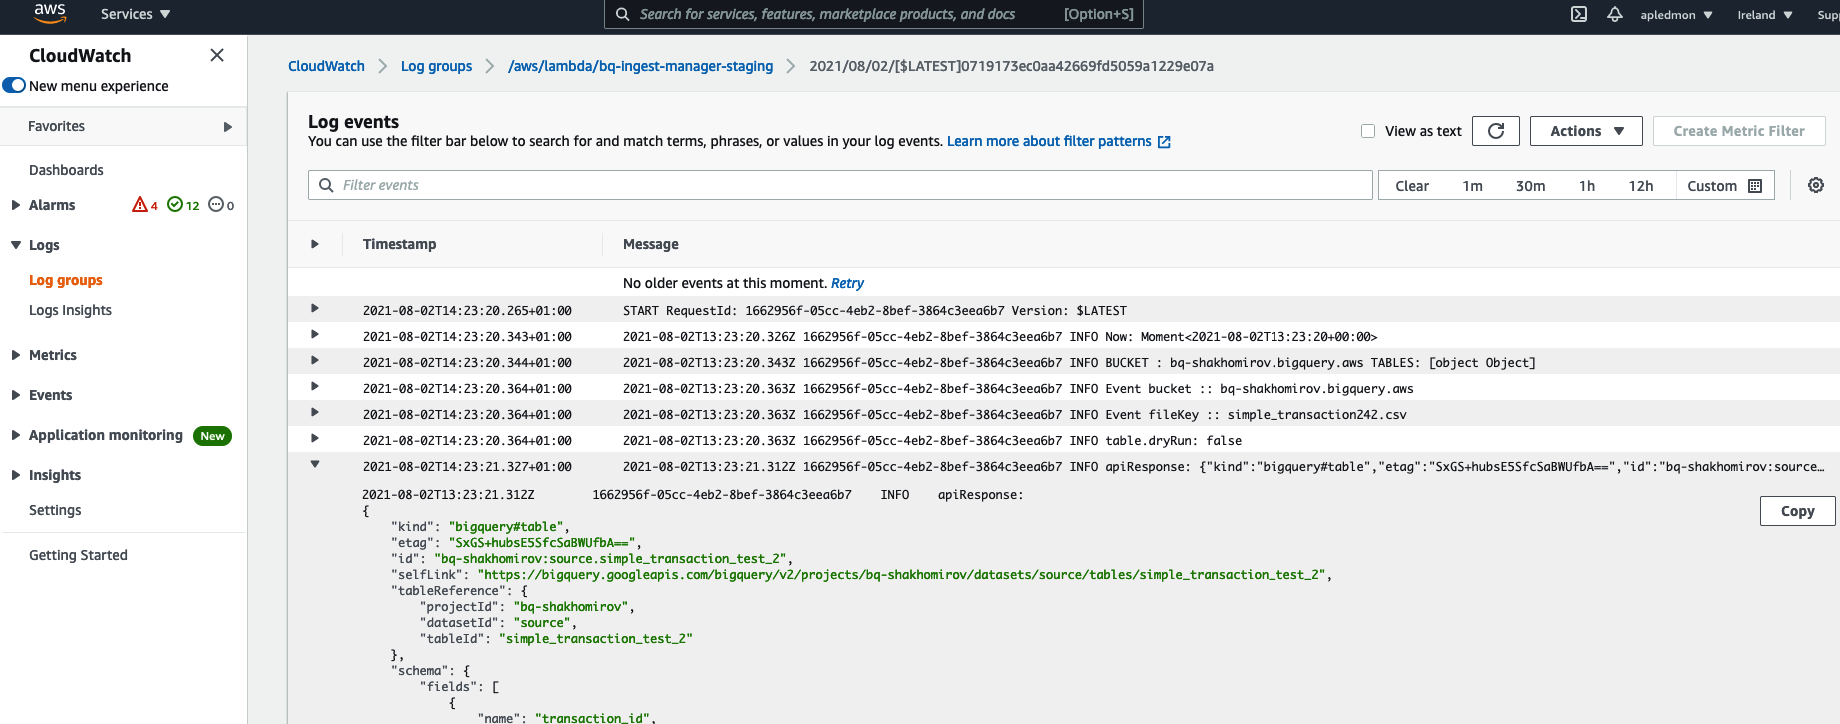 aws
Services
Search for services, features, marketplace products, and docs
[Option+S]
apledmon
Ireland
Supp
CloudWatch
New menu experience
Favorites
Dashboards
Alarms
4
12
0
Logs
Log groups
Logs Insights
Metrics
Events
Application monitoring New
Insights
Settings
Getting Started
CloudWatch
Log groups
/aws/lambda/bq-ingest-manager-staging
2021/08/02/[$LATEST]0719173ec0aa42669fd5059a1229e07a
Log events
You can use the filter bar below to search for and match terms, phrases, or values in your log events. Learn more about filter patterns
View as text
Actions
Create Metric Filter
Filter events
Clear
1m
30m
1h
12h
Custom
Timestamp
Message
No older events at this moment. Retry
2021-08-02T14:23:20.265+01:00 START RequestId: 1662956f-05cc-4eb2-8bef-3864c3eea6b7 Version: $LATEST
2021-08-02T14:23:20.343+01:00 2021-08-02T13:23:20.326Z 1662956f-05cc-4eb2-8bef-3864c3eea6b7 INFO Now: Moment<2021-08-02T13:23:20+00:00>
2021-08-02T14:23:20.344+01:00 2021-08-02T13:23:20.343Z 1662956f-05cc-4eb2-8bef-3864c3eea6b7 INFO BUCKET : bq-shakhomirov.bigquery.aws TABLES: [object Object]
2021-08-02T14:23:20.364+01:00 2021-08-02T13:23:20.363Z 1662956f-05cc-4eb2-8bef-3864c3eea6b7 INFO Event bucket :: bq-shakhomirov.bigquery.aws
2021-08-02T14:23:20.364+01:00 2021-08-02T13:23:20.363Z 1662956f-05cc-4eb2-8bef-3864c3eea6b7 INFO Event fileKey :: simple_transaction242.csv
2021-08-02T14:23:20.364+01:00 2021-08-02T13:23:20.363Z 1662956f-05cc-4eb2-8bef-3864c3eea6b7 INFO table.dryRun: false
2021-08-02T14:23:21.327+01:00 2021-08-02T13:23:21.312Z 1662956f-05cc-4eb2-8bef-3864c3eea6b7 INFO apiResponse: {"kind":"bigquery#table","etag":"SxGS+hubsE5SfcSaBWUfbA==","id":"bq-shakhomirov:source…
2021-08-02T13:23:21.312Z 1662956f-05cc-4eb2-8bef-3864c3eea6b7 INFO apiResponse:
Copy
{
"kind": "bigquery#table",
"etag": "SxGS+hubsE5SfcSaBWUfbA==",
"id": "bq-shakhomirov:source.simple_transaction_test_2",
"selfLink": "https://bigquery.googleapis.com/bigquery/v2/projects/bq-shakhomirov/datasets/source/tables/simple_transaction_test_2",
"tableReference": {
"projectId": "bq-shakhomirov",
"datasetId": "source",
"tableId": "simple_transaction_test_2"
},
"schema": {
"fields": [
{
"name": "transaction_id",